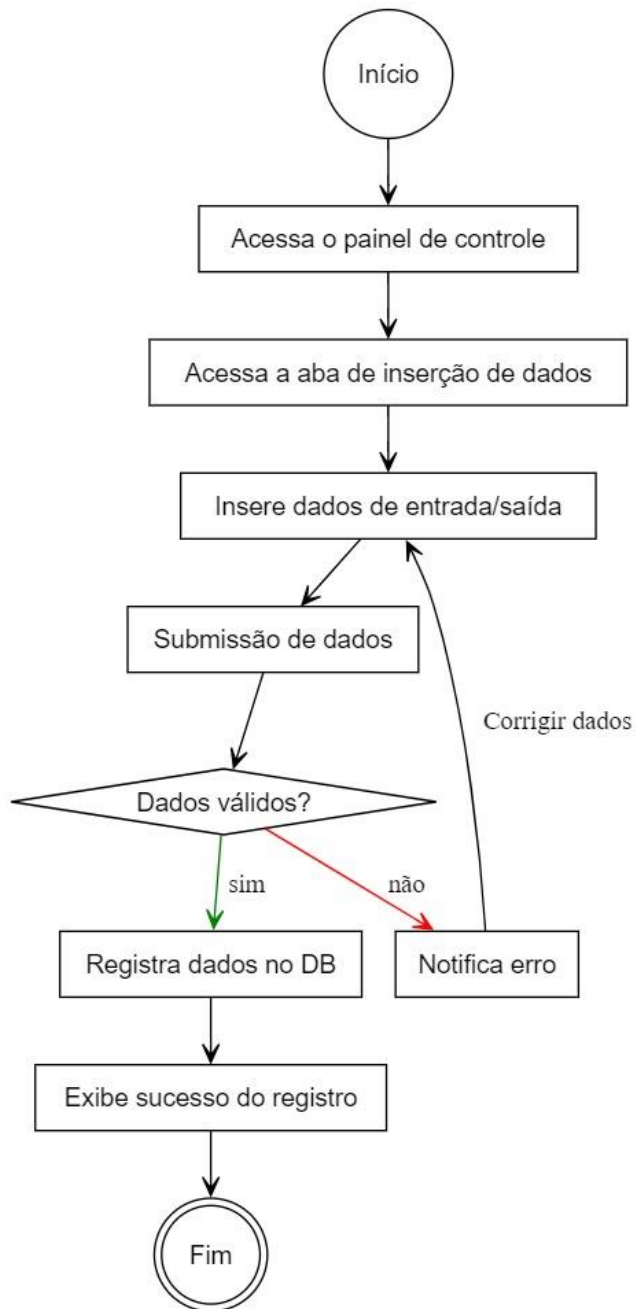 Início
Acessa o painel de controle
Acessa a aba de inserção de dados
Insere dados de entrada/saída
Submissão de dados
Corrigir dados
Dados válidos?
sim
não
Registra dados no DB
Notifica erro
Exibe sucesso do registro
Fim